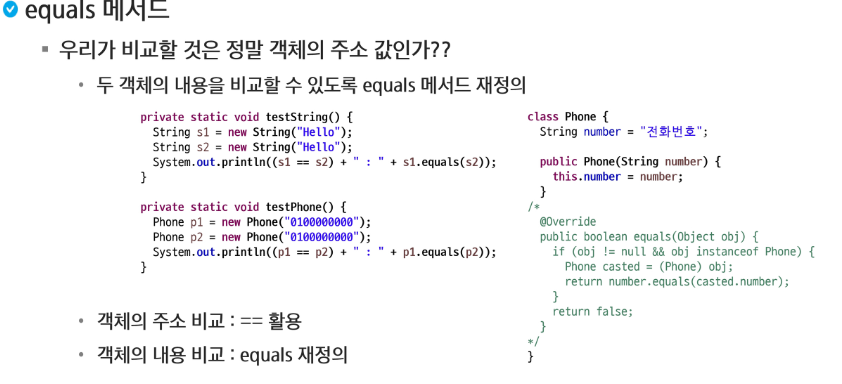 equals 메서드
우리가 비교할 것은 정말 객체의 주소 값인가??
두 객체의 내용을 비교할 수 있도록 equals 메서드 재정의
private static void testString() {
String s1 = new String("Hello");
String s2 = new String("Hello");
System.out.println((s1 == s2) + " : " + s1.equals(s2));
}
private static void testPhone() {
Phone p1 = new Phone("0100000000");
Phone p2 = new Phone("0100000000");
System.out.println((p1 == p2) + " : " + p1.equals(p2));
}
class Phone {
String number = "전화번호";
public Phone(String number) {
this.number = number;
}
/*
@Override
public boolean equals(Object obj) {
if (obj != null && obj instanceof Phone) {
Phone casted = (Phone) obj;
return number.equals(casted.number);
}
return false;
}
*/
}
객체의 주소 비교 : == 활용
객체의 내용 비교 : equals 재정의